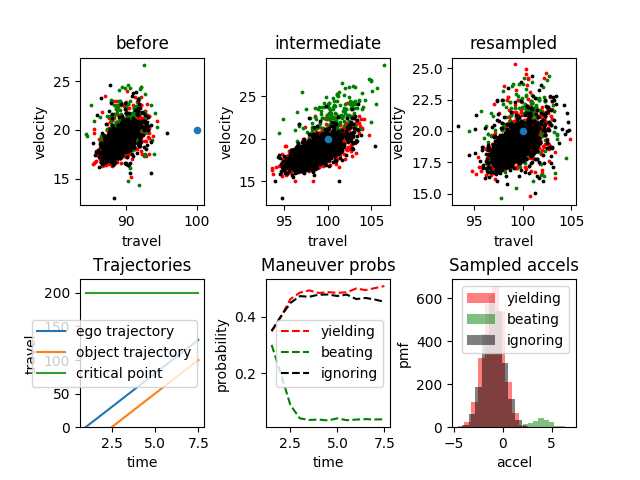 before
intermediate
resampled
25
20
15
velocity
90
100
travel
25
20
15
velocity
95
100
105
travel
25.0
22.5
20.0
17.5
15.0
velocity
95
100
105
travel
Trajectories
Maneuver probs
Sampled accels
200
150
100
50
0
travel
ego trajectory
object trajectory
critical point
2.5
5.0
7.5
time
0.4
0.2
probability
yielding
beating
ignoring
2.5
5.0
7.5
time
600
400
200
0
pmf
yielding
beating
ignoring
−5
0
5
accel